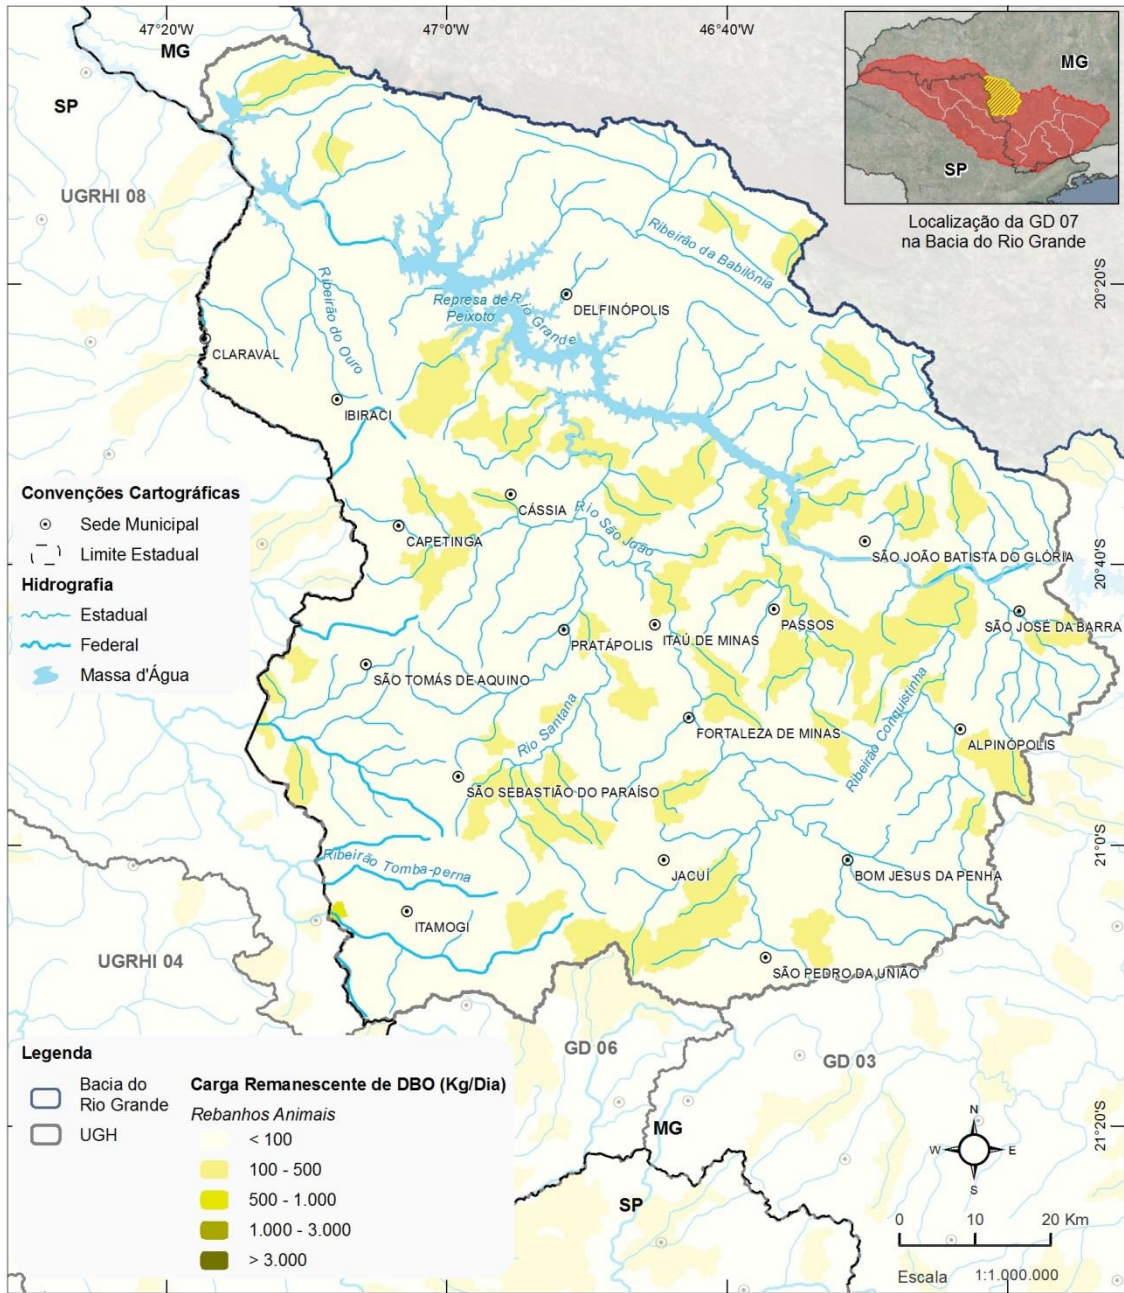 47°20'W
47°0'W
46°40'W
MG
SP
MG
SP
Localização da GD 07
na Bacia do Rio Grande
UGRHI 08
Ribeirão da Babilônia
20°20'S
Ribeirão do Ouro
Represa de
Peixoto
Rio Grande
DELFINÓPOLIS
CLARAVAL
IBIRACI
Convenções Cartográficas
Sede Municipal
Limite Estadual
Hidrografia
Estadual
Federal
Massa d'Água
CÁSSIA
CAPETINGA
Rio São João
SÃO JOÃO BATISTA DO GLÓRIA
20°40'S
PASSOS
SÃO JOSÉ DA BARRA
ITAÚ DE MINAS
PRATÁPOLIS
SÃO TOMÁS DE AQUINO
Rio Santana
Ribeirão Conquistinha
FORTALEZA DE MINAS
ALPINÓPOLIS
SÃO SEBASTIÃO DO PARAÍSO
21°0'S
Ribeirão Tomba-perna
JACUÍ
BOM JESUS DA PENHA
ITAMOGI
UGRHI 04
SÃO PEDRO DA UNIÃO
GD 06
GD 03
Legenda
Bacia do
Rio Grande
UGH
Carga Remanescente de DBO (Kg/Dia)
Rebanhos Animais
< 100
100 - 500
500 - 1.000
1.000 - 3.000
> 3.000
MG
SP
21°20'S
N
W
E
S
0 10 20 Km
Escala 1:1.000.000